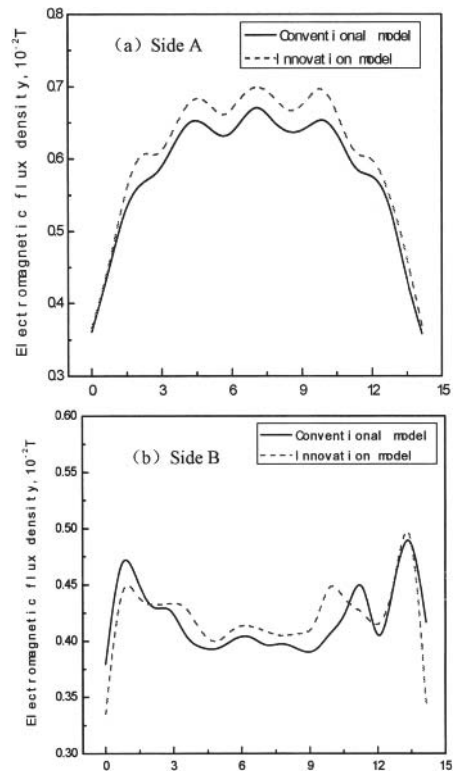 0.8
(a) Side A
Conventional model
Innovation model
0.7
0.6
0.5
0.4
0.3
Electromagnetic flux density, 10⁻²T
0 3 6 9 12 15
0.60
(b) Side B
Conventional model
Innovation model
0.55
0.50
0.45
0.40
0.35
0.30
Electromagnetic flux density, 10⁻²T
0 3 6 9 12 15